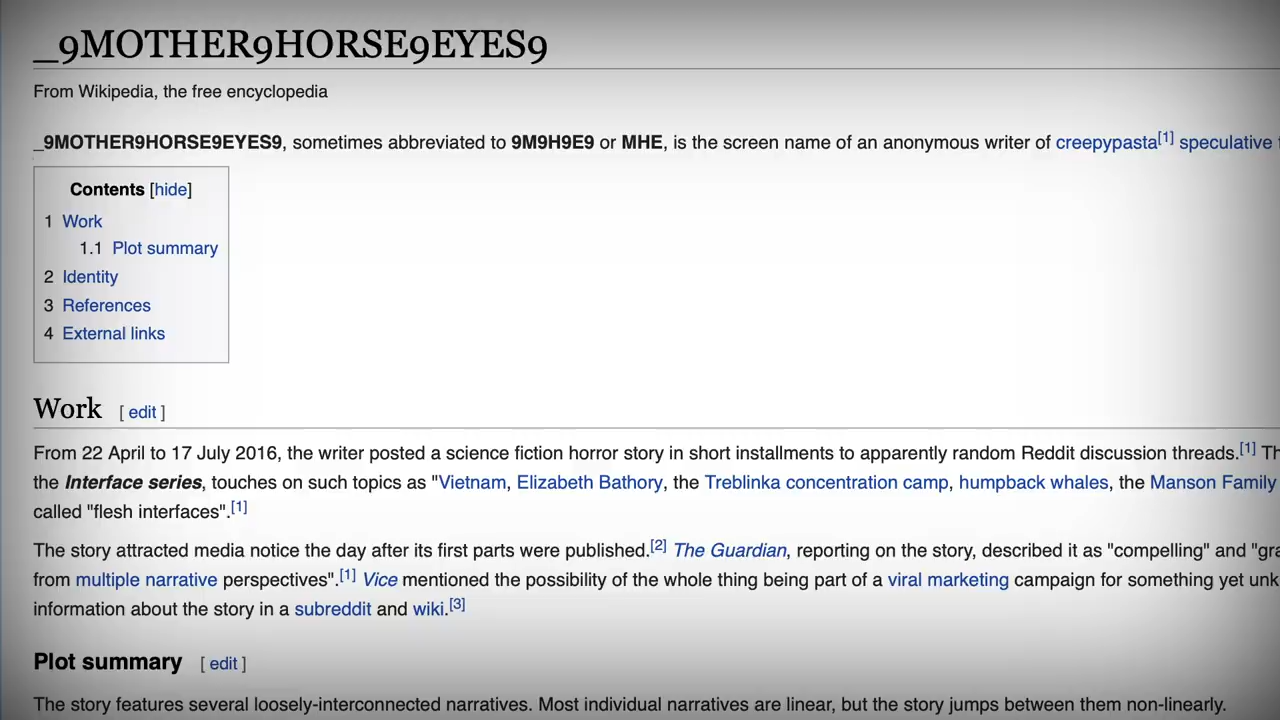 _9MOTHER9HORSE9EYES9
From Wikipedia, the free encyclopedia
_9MOTHER9HORSE9EYES9, sometimes abbreviated to 9M9H9E9 or MHE, is the screen name of an anonymous writer of creepypasta[1] speculative
Contents [hide]
1 Work
1.1 Plot summary
2 Identity
3 References
4 External links
Work [ edit ]
From 22 April to 17 July 2016, the writer posted a science fiction horror story in short installments to apparently random Reddit discussion threads.[1] Th
the Interface series, touches on such topics as "Vietnam, Elizabeth Bathory, the Treblinka concentration camp, humpback whales, the Manson Family
called "flesh interfaces".[1]
The story attracted media notice the day after its first parts were published.[2] The Guardian, reporting on the story, described it as "compelling" and "gra
from multiple narrative perspectives".[1] Vice mentioned the possibility of the whole thing being part of a viral marketing campaign for something yet unk
information about the story in a subreddit and wiki.[3]
Plot summary [ edit ]
The story features several loosely-interconnected narratives. Most individual narratives are linear, but the story jumps between them non-linearly.